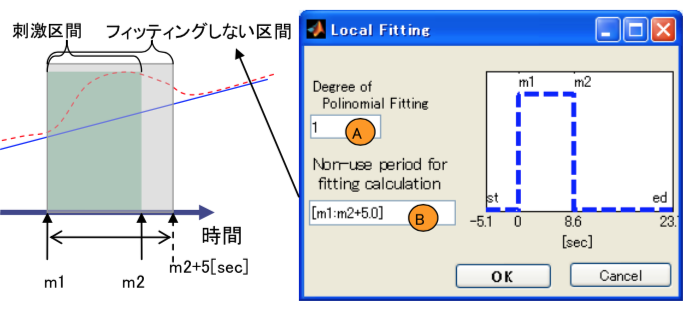 刺激区間 フィッティングしない区間
時間
m1
m2
m2+5[sec]
Local Fitting
Degree of
Polinomial Fitting
1
A
Non-use period for
fitting calculation
[m1:m2+5.0]
B
m1
m2
st
ed
-5.1 0 8.6 23.
[sec]
OK
Cancel